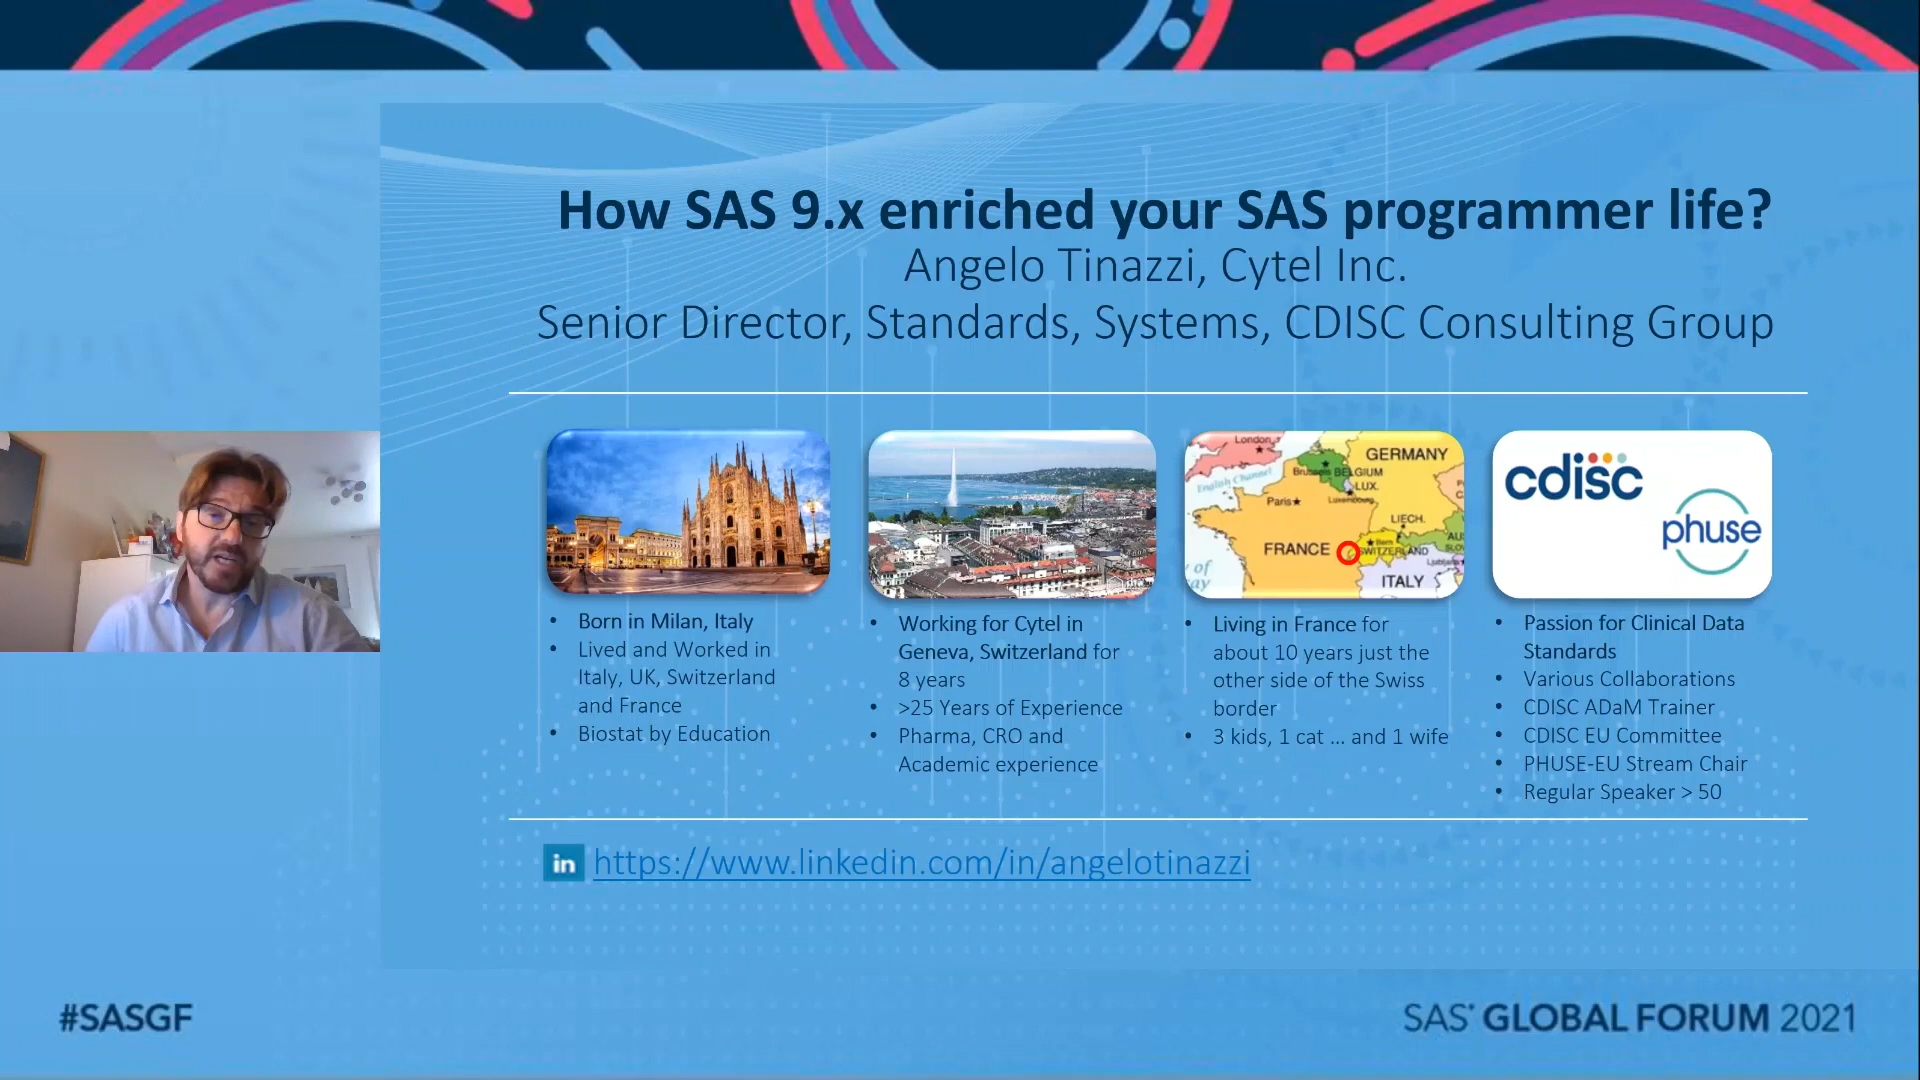 How SAS 9.x enriched your SAS programmer life?
Angelo Tinazzi, Cytel Inc.
Senior Director, Standards, Systems, CDISC Consulting Group
London
English Channel
Brussels
BELGIUM
GERMANY
LUX.
Luxembourg
Paris
LIECH.
Bern
FRANCE
SWITZERLAND
ITALY
cdisc
phuse
• Born in Milan, Italy
• Lived and Worked in
Italy, UK, Switzerland
and France
• Biostat by Education
• Working for Cytel in
Geneva, Switzerland for
8 years
• >25 Years of Experience
• Pharma, CRO and
Academic experience
• Living in France for
about 10 years just the
other side of the Swiss
border
• 3 kids, 1 cat … and 1 wife
• Passion for Clinical Data
Standards
• Various Collaborations
• CDISC ADaM Trainer
• CDISC EU Committee
• PHUSE-EU Stream Chair
• Regular Speaker > 50
in https://www.linkedin.com/in/angelotinazzi
#SASGF
SAS® GLOBAL FORUM 2021